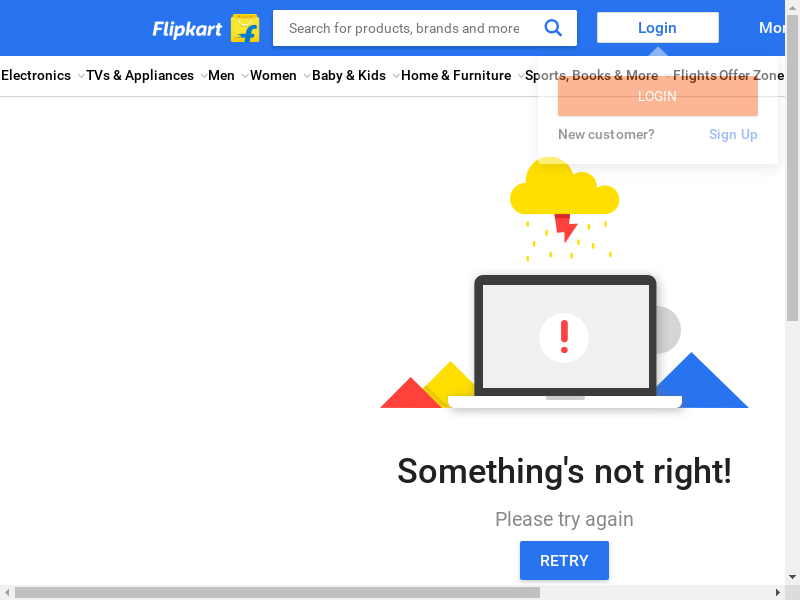 Flipkart Search for products, brands and more Login Mor
Electronics TVs & Appliances Men Women Baby & Kids Home & Furniture Sports, Books & More Flights Offer Zone
LOGIN
New customer? Sign Up
Something's not right!
Please try again
RETRY